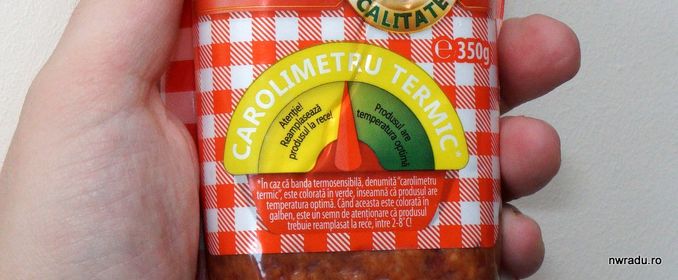 CALITATE
e 350g
CAROLIMETRU TERMIC*
Atenție!
Reamplasează
produsul la rece!
Produsul are
temperatura optimă
*În caz că banda termosensibilă, denumită "carolimetru
termic", este colorată în verde, înseamnă că produsul are
temperatura optimă. Când aceasta este colorată în
galben, este un semn de atenționare că produsul
trebuie reamplasat la rece, între 2-8°C!
nwradu.ro